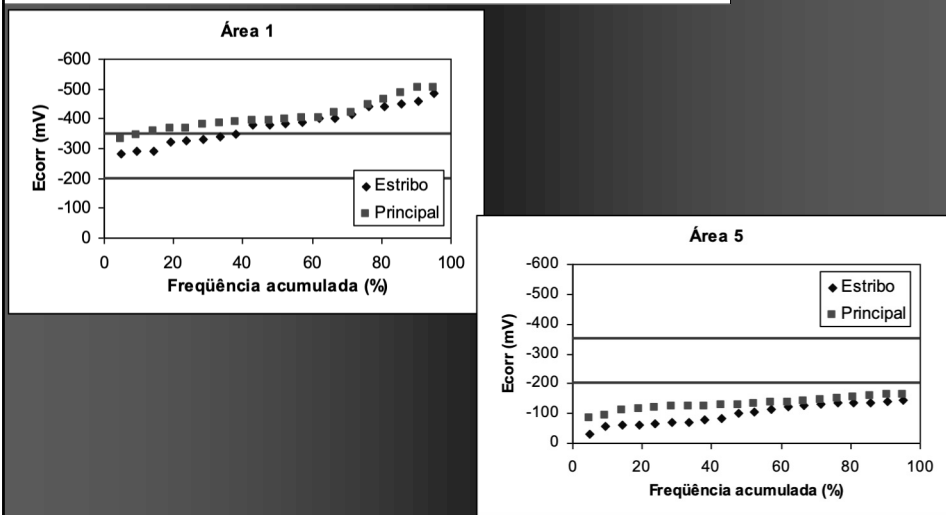 Área 1
-600
-500
-400
-300
-200
-100
0
Ecorr (mV)
Estribo
Principal
0 20 40 60 80 100
Freqüência acumulada (%)
Área 5
-600
-500
-400
-300
-200
-100
0
Ecorr (mV)
Estribo
Principal
0 20 40 60 80 100
Freqüência acumulada (%)